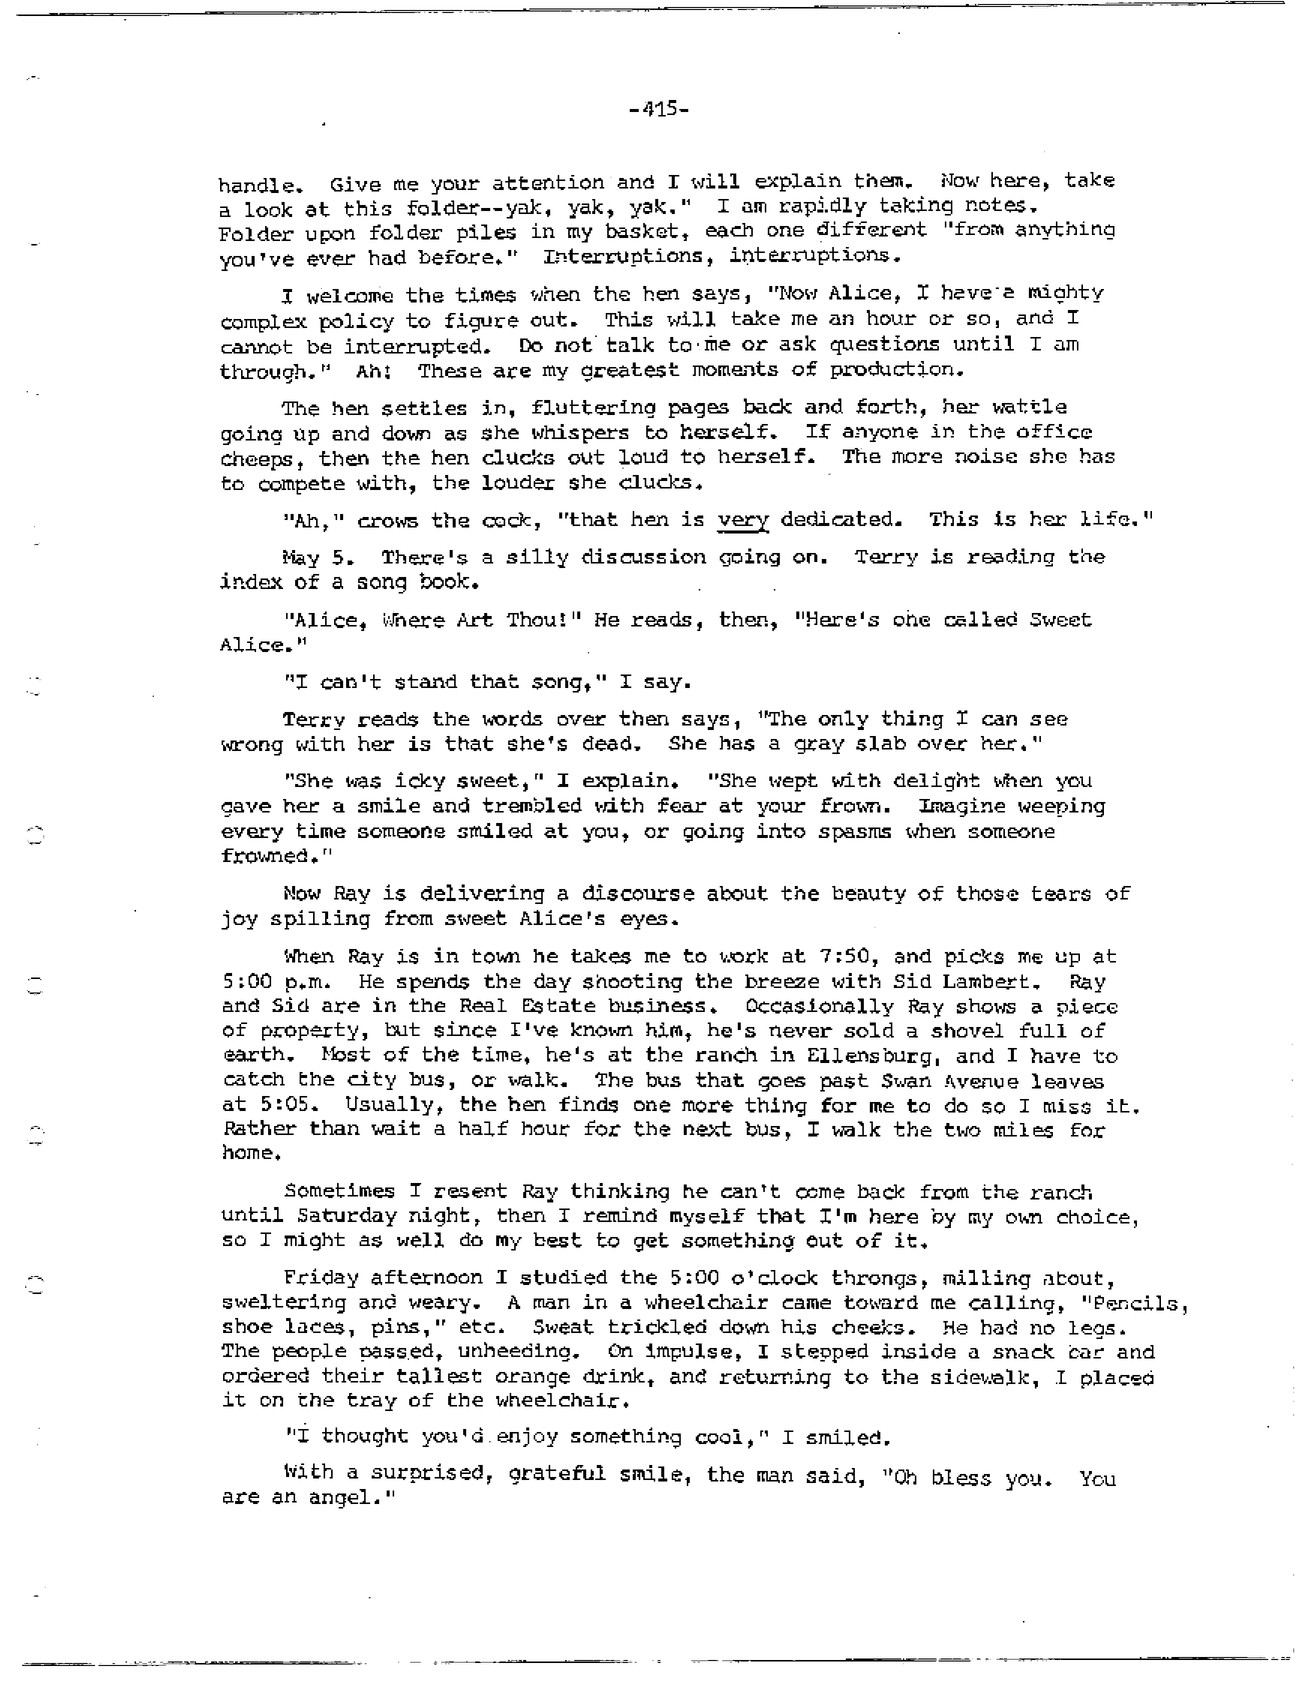 -415-
handle. Give me your attention and I will explain them. Now here, take
a look at this folder--yak, yak, yak." I am rapidly taking notes.
Folder upon folder piles in my basket, each one different "from anything
you've ever had before." Interruptions, interruptions.
I welcome the times when the hen says, "Now Alice, I have a mighty
complex policy to figure out. This will take me an hour or so, and I
cannot be interrupted. Do not talk to me or ask questions until I am
through." Ah! These are my greatest moments of production.
The hen settles in, fluttering pages back and forth, her wattle
going up and down as she whispers to herself. If anyone in the office
cheeps, then the hen clucks out loud to herself. The more noise she has
to compete with, the louder she clucks.
"Ah," crows the cock, "that hen is very dedicated. This is her life."
May 5. There's a silly discussion going on. Terry is reading the
index of a song book.
"Alice, Where Art Thou!" He reads, then, "Here's one called Sweet
Alice."
"I can't stand that song," I say.
Terry reads the words over then says, "The only thing I can see
wrong with her is that she's dead. She has a gray slab over her."
"She was icky sweet," I explain. "She wept with delight when you
gave her a smile and trembled with fear at your frown. Imagine weeping
every time someone smiled at you, or going into spasms when someone
frowned."
Now Ray is delivering a discourse about the beauty of those tears of
joy spilling from sweet Alice's eyes.
When Ray is in town he takes me to work at 7:50, and picks me up at
5:00 p.m. He spends the day shooting the breeze with Sid Lambert. Ray
and Sid are in the Real Estate business. Occasionally Ray shows a piece
of property, but since I've known him, he's never sold a shovel full of
earth. Most of the time, he's at the ranch in Ellensburg, and I have to
catch the city bus, or walk. The bus that goes past Swan Avenue leaves
at 5:05. Usually, the hen finds one more thing for me to do so I miss it.
Rather than wait a half hour for the next bus, I walk the two miles for
home.
Sometimes I resent Ray thinking he can't come back from the ranch
until Saturday night, then I remind myself that I'm here by my own choice,
so I might as well do my best to get something out of it.
Friday afternoon I studied the 5:00 o'clock throngs, milling about,
sweltering and weary. A man in a wheelchair came toward me calling, "Pencils,
shoe laces, pins," etc. Sweat trickled down his cheeks. He had no legs.
The people passed, unheeding. On impulse, I stepped inside a snack bar and
ordered their tallest orange drink, and returning to the sidewalk, I placed
it on the tray of the wheelchair.
"I thought you'd enjoy something cool," I smiled.
With a surprised, grateful smile, the man said, "Oh bless you. You
are an angel."